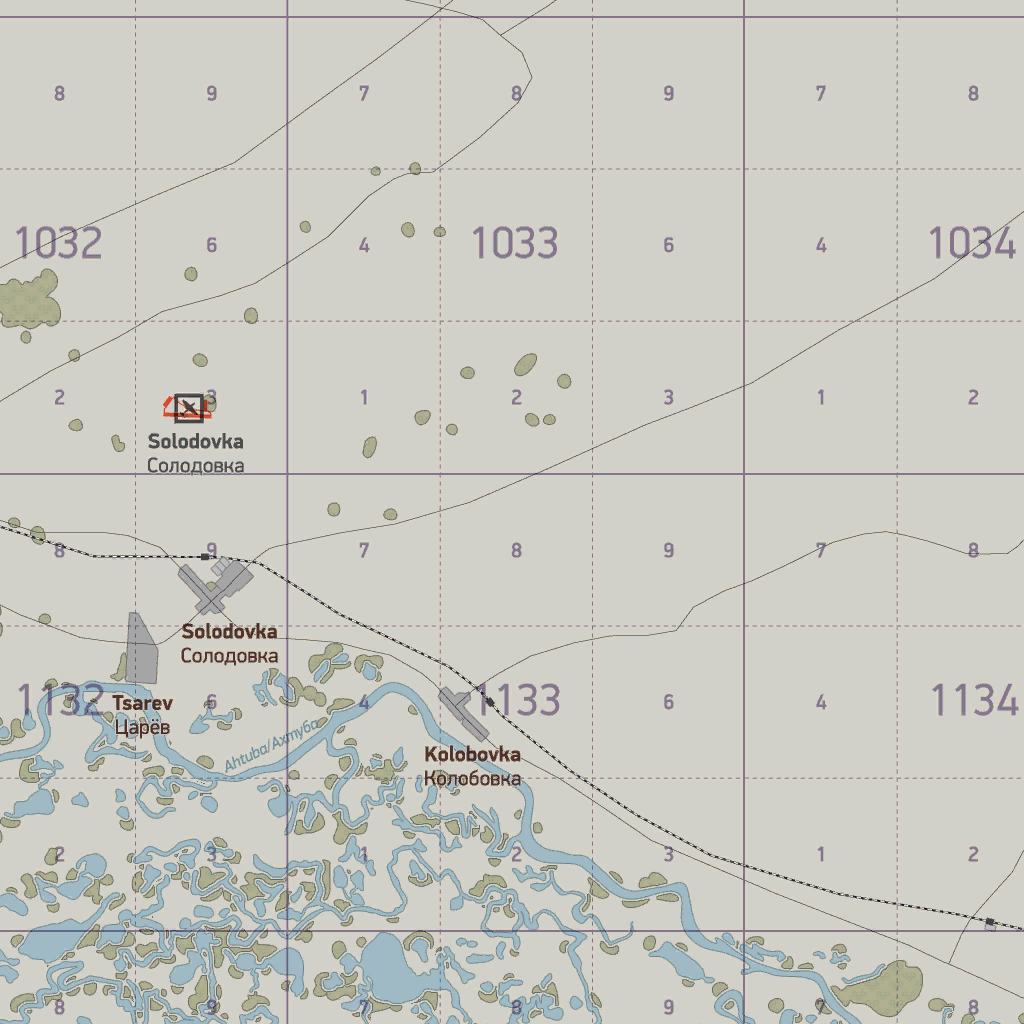 8 9 7 8 9 7 8
1032 6 4 1033 6 4 1034
2 3 1 2 3 1 2
Solodovka
Солодовка
8 9 7 8 9 7 8
Solodovka
Солодовка
1132 6 4 1133 6 4 1134
Tsarev
Царёв
Ahtuba/Ахтуба
Kolobovka
Колобовка
2 3 1 2 3 1 2
8 9 7 8 9 7 8